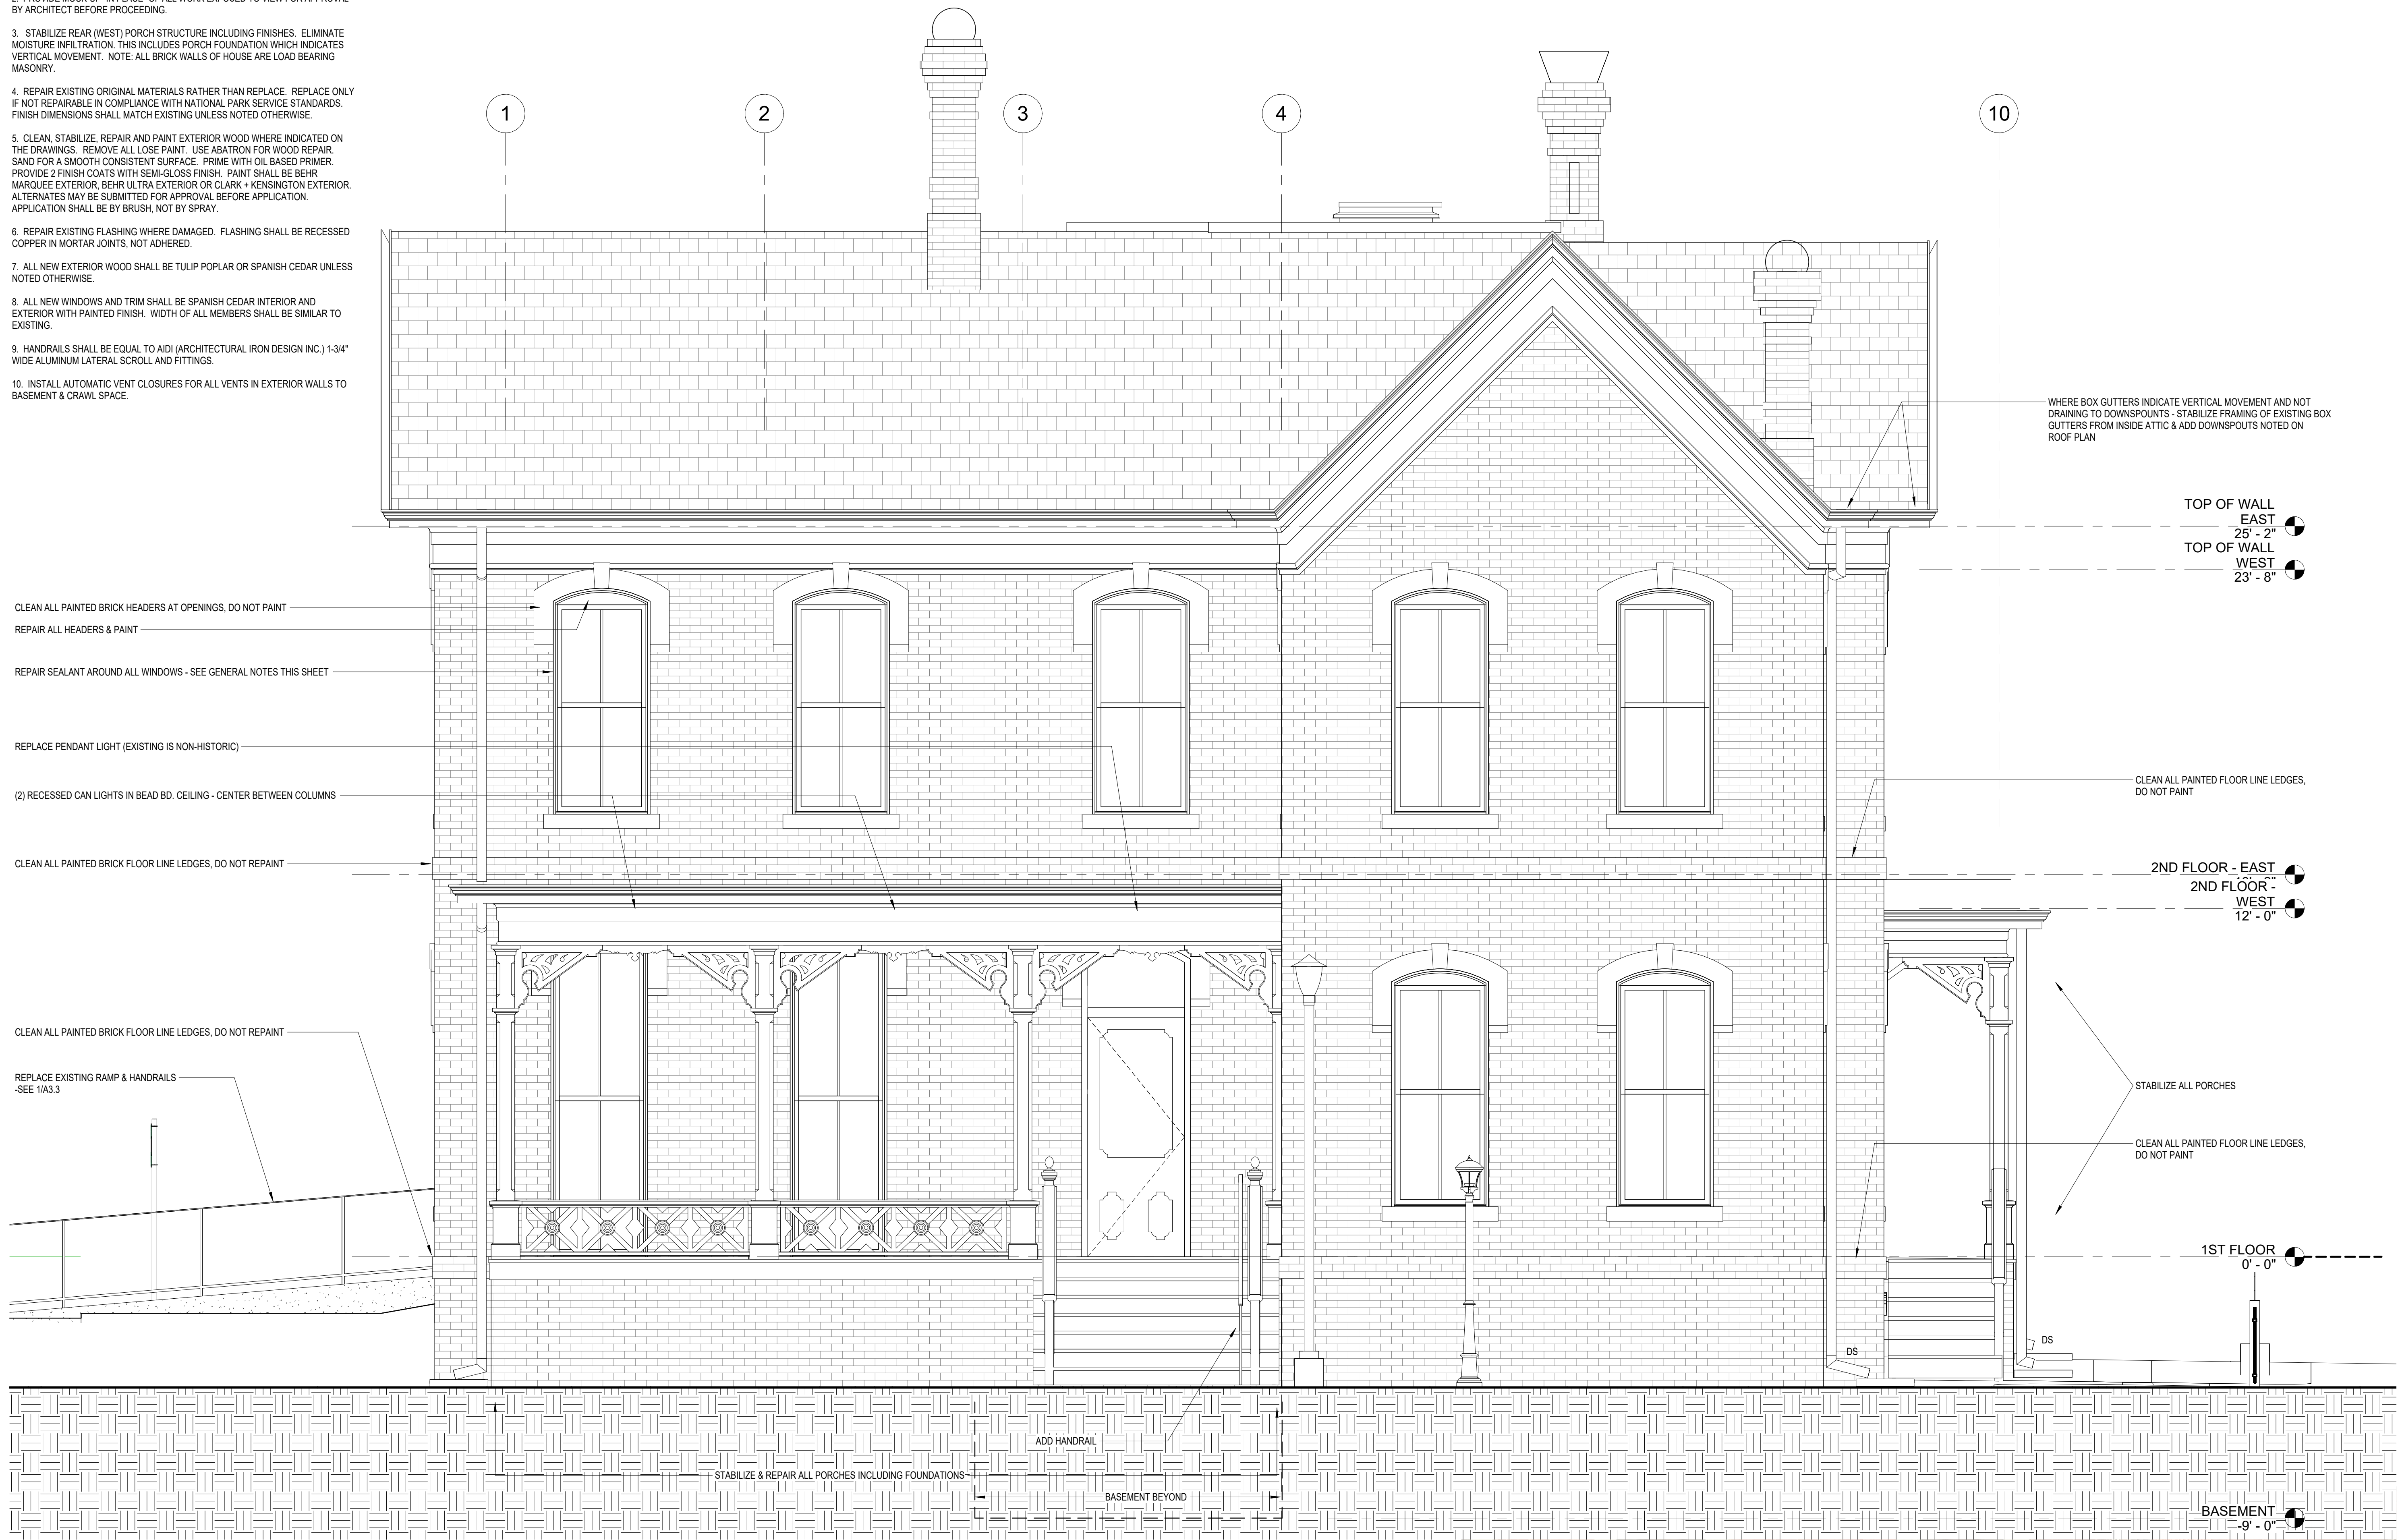 BY ARCHITECT BEFORE PROCEEDING.
3. STABILIZE REAR (WEST) PORCH STRUCTURE INCLUDING FINISHES. ELIMINATE
MOISTURE INFILTRATION. THIS INCLUDES PORCH FOUNDATION WHICH INDICATES
VERTICAL MOVEMENT. NOTE: ALL BRICK WALLS OF HOUSE ARE LOAD BEARING
MASONRY.
4. REPAIR EXISTING ORIGINAL MATERIALS RATHER THAN REPLACE. REPLACE ONLY
IF NOT REPAIRABLE IN COMPLIANCE WITH NATIONAL PARK SERVICE STANDARDS.
FINISH DIMENSIONS SHALL MATCH EXISTING UNLESS NOTED OTHERWISE.
5. CLEAN, STABILIZE, REPAIR AND PAINT EXTERIOR WOOD WHERE INDICATED ON
THE DRAWINGS. REMOVE ALL LOSE PAINT. USE ABATRON FOR WOOD REPAIR.
SAND FOR A SMOOTH CONSISTENT SURFACE. PRIME WITH OIL BASED PRIMER.
PROVIDE 2 FINISH COATS WITH SEMI-GLOSS FINISH. PAINT SHALL BE BEHR
MARQUEE EXTERIOR, BEHR ULTRA EXTERIOR OR CLARK + KENSINGTON EXTERIOR.
ALTERNATES MAY BE SUBMITTED FOR APPROVAL BEFORE APPLICATION.
APPLICATION SHALL BE BY BRUSH, NOT BY SPRAY.
6. REPAIR EXISTING FLASHING WHERE DAMAGED. FLASHING SHALL BE RECESSED
COPPER IN MORTAR JOINTS, NOT ADHERED.
7. ALL NEW EXTERIOR WOOD SHALL BE TULIP POPLAR OR SPANISH CEDAR UNLESS
NOTED OTHERWISE.
8. ALL NEW WINDOWS AND TRIM SHALL BE SPANISH CEDAR INTERIOR AND
EXTERIOR WITH PAINTED FINISH. WIDTH OF ALL MEMBERS SHALL BE SIMILAR TO
EXISTING.
9. HANDRAILS SHALL BE EQUAL TO AIDI (ARCHITECTURAL IRON DESIGN INC.) 1-3/4"
WIDE ALUMINUM LATERAL SCROLL AND FITTINGS.
10. INSTALL AUTOMATIC VENT CLOSURES FOR ALL VENTS IN EXTERIOR WALLS TO
BASEMENT & CRAWL SPACE.
1
2
3
4
10
WHERE BOX GUTTERS INDICATE VERTICAL MOVEMENT AND NOT
DRAINING TO DOWNSPOUNTS - STABILIZE FRAMING OF EXISTING BOX
GUTTERS FROM INSIDE ATTIC & ADD DOWNSPOUTS NOTED ON
ROOF PLAN
TOP OF WALL
EAST
25' - 2"
TOP OF WALL
WEST
23' - 8"
CLEAN ALL PAINTED BRICK HEADERS AT OPENINGS, DO NOT PAINT
REPAIR ALL HEADERS & PAINT
REPAIR SEALANT AROUND ALL WINDOWS - SEE GENERAL NOTES THIS SHEET
REPLACE PENDANT LIGHT (EXISTING IS NON-HISTORIC)
(2) RECESSED CAN LIGHTS IN BEAD BD. CEILING - CENTER BETWEEN COLUMNS
CLEAN ALL PAINTED FLOOR LINE LEDGES,
DO NOT PAINT
CLEAN ALL PAINTED BRICK FLOOR LINE LEDGES, DO NOT REPAINT
2ND FLOOR - EAST
2ND FLOOR -
WEST
12' - 0"
CLEAN ALL PAINTED BRICK FLOOR LINE LEDGES, DO NOT REPAINT
REPLACE EXISTING RAMP & HANDRAILS
-SEE 1/A3.3
STABILIZE ALL PORCHES
CLEAN ALL PAINTED FLOOR LINE LEDGES,
DO NOT PAINT
1ST FLOOR
0' - 0"
DS
DS
ADD HANDRAIL
STABILIZE & REPAIR ALL PORCHES INCLUDING FOUNDATIONS
BASEMENT BEYOND
BASEMENT
-9' - 0"